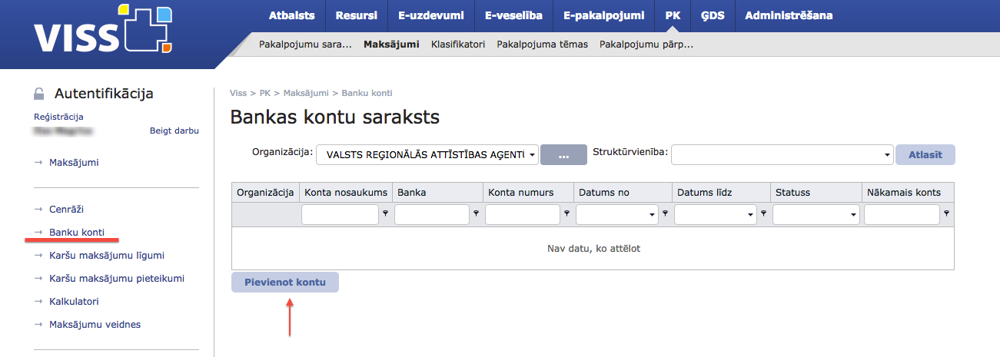 VISS
Atbalsts Resursi E-uzdevumi E-veselība E-pakalpojumi PK ĢDS Administrēšana
Pakalpojumu sara... Maksājumi Klasifikatori Pakalpojuma tēmas Pakalpojumu pārp...
Autentifikācija
Reģistrācija
Beigt darbu
Maksājumi
Cenrāži
Banku konti
Karšu maksājumu līgumi
Karšu maksājumu pieteikumi
Kalkulatori
Maksājumu veidnes
Viss > PK > Maksājumi > Banku konti
Bankas kontu saraksts
Organizācija: VALSTS REĢIONĀLĀS ATTĪSTĪBAS AĢENTŪ ... Struktūrvienība: Atlasīt
Organizācija Konta nosaukums Banka Konta numurs Datums no Datums līdz Statuss Nākamais konts
Nav datu, ko attēlot
Pievienot kontu